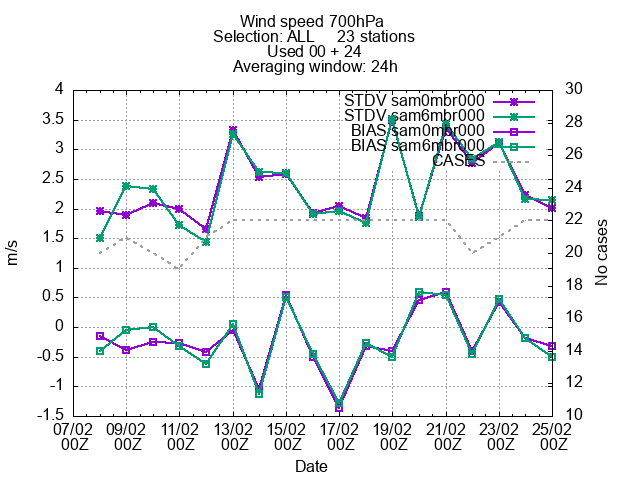 Wind speed 700hPa
Selection: ALL 23 stations
Used 00 + 24
Averaging window: 24h
4
3.5
3
2.5
2
1.5
1
0.5
0
-0.5
-1
-1.5
m/s
30
28
26
24
22
20
18
16
14
12
10
No cases
STDV sam0mbr000
STDV sam6mbr000
BIAS sam0mbr000
BIAS sam6mbr000
CASES
07/02 09/02 11/02 13/02 15/02 17/02 19/02 21/02 23/02 25/02
00Z 00Z 00Z 00Z 00Z 00Z 00Z 00Z 00Z 00Z
Date